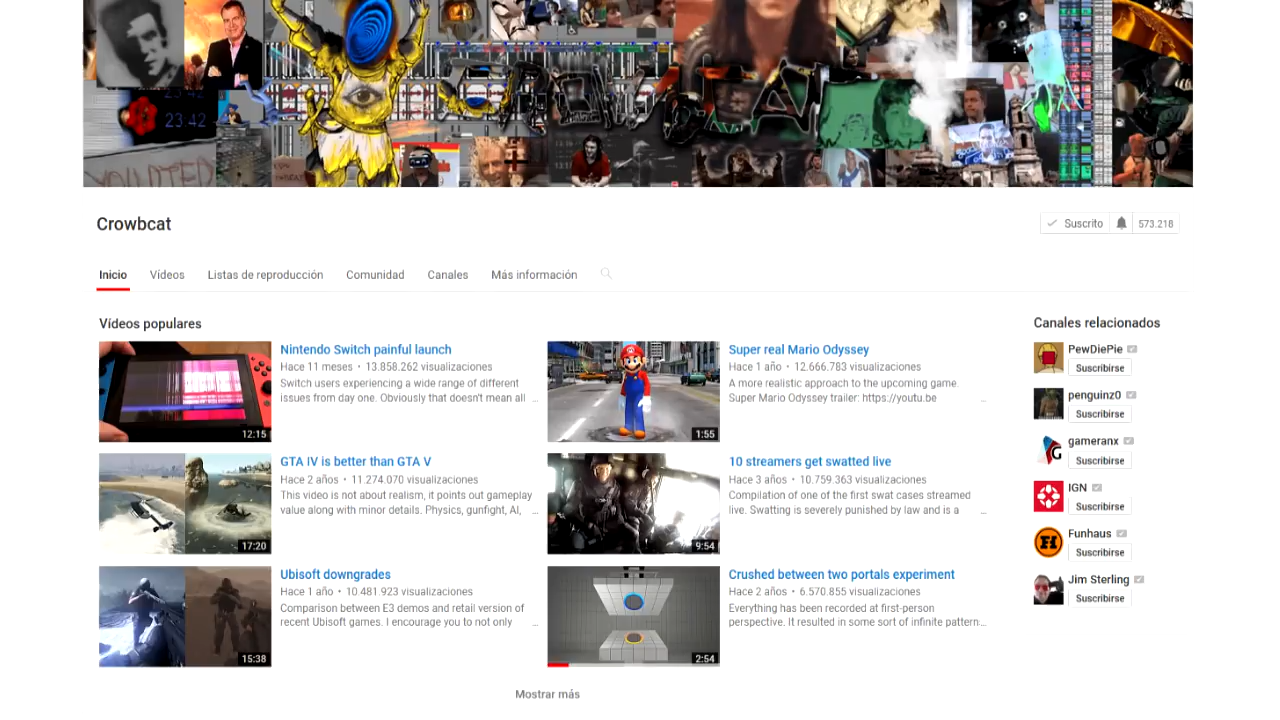 23:42
Crowbcat
Suscrito 573.218
Inicio Vídeos Listas de reproducción Comunidad Canales Más información
Vídeos populares
Nintendo Switch painful launch
Hace 11 meses • 13.858.262 visualizaciones
Switch users experiencing a wide range of different
issues from day one. Obviously that doesn't mean all ...
12:15
Super real Mario Odyssey
Hace 1 año • 12.666.783 visualizaciones
A more realistic approach to the upcoming game.
Super Mario Odyssey trailer: https://youtu.be ...
1:55
GTA IV is better than GTA V
Hace 2 años • 11.274.070 visualizaciones
This video is not about realism, it points out gameplay
value along with minor details. Physics, gunfight, AI, ...
17:20
10 streamers get swatted live
Hace 3 años • 10.759.363 visualizaciones
Compilation of one of the first swat cases streamed
live. Swatting is severely punished by law and is a ...
9:54
Ubisoft downgrades
Hace 1 año • 10.481.923 visualizaciones
Comparison between E3 demos and retail version of
recent Ubisoft games. I encourage you to not only ...
15:38
Crushed between two portals experiment
Hace 2 años • 6.570.855 visualizaciones
Everything has been recorded at first-person
perspective. It resulted in some sort of infinite pattern...
2:54
Mostrar más
Canales relacionados
PewDiePie
Suscribirse
penguinz0
Suscribirse
gameranx
Suscribirse
IGN
Suscribirse
Funhaus
Suscribirse
Jim Sterling
Suscribirse